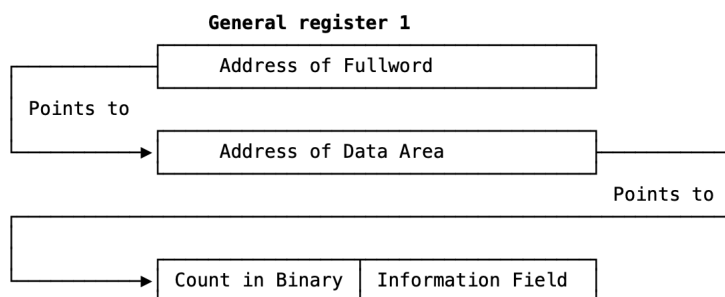 General register 1
Address of Fullword
Points to
Address of Data Area
Points to
Count in Binary Information Field